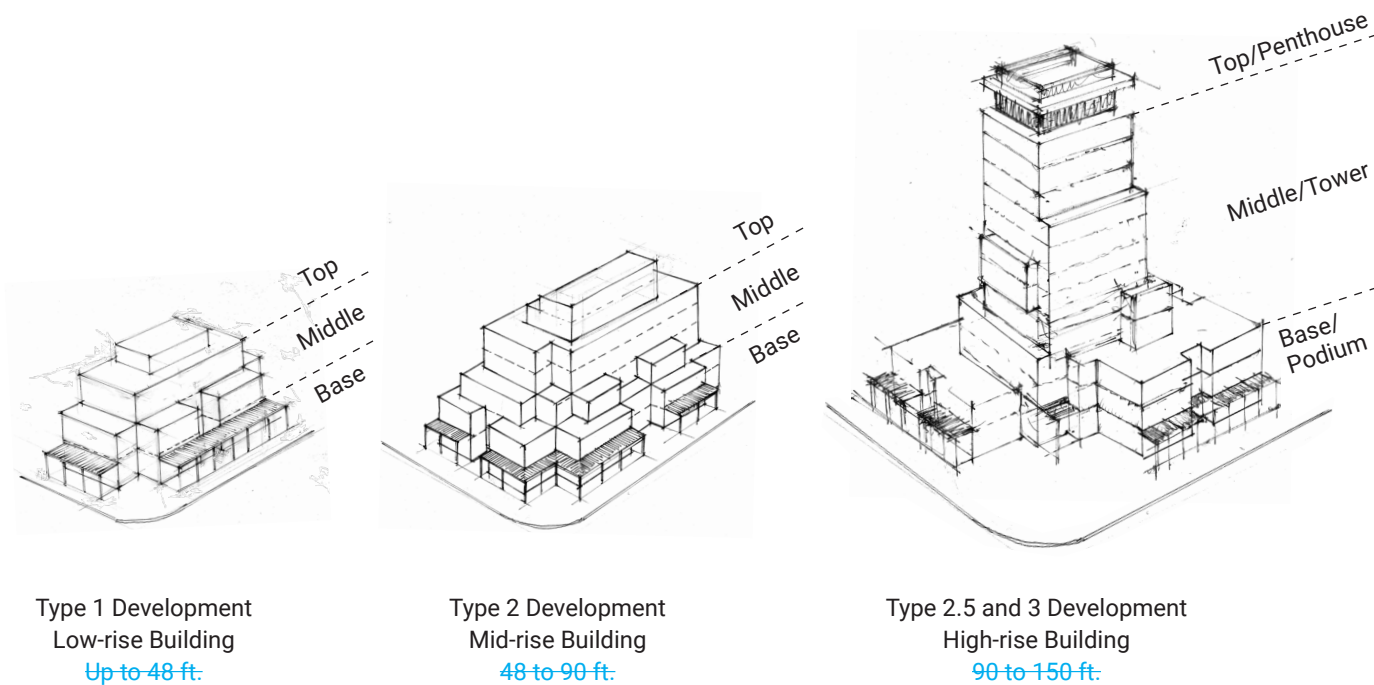 Top/Penthouse
Middle/Tower
Base/
Podium
Top
Middle
Base
Top
Middle
Base
Type 1 Development
Low-rise Building
Up to 48 ft.
Type 2 Development
Mid-rise Building
48 to 90 ft.
Type 2.5 and 3 Development
High-rise Building
90 to 150 ft.